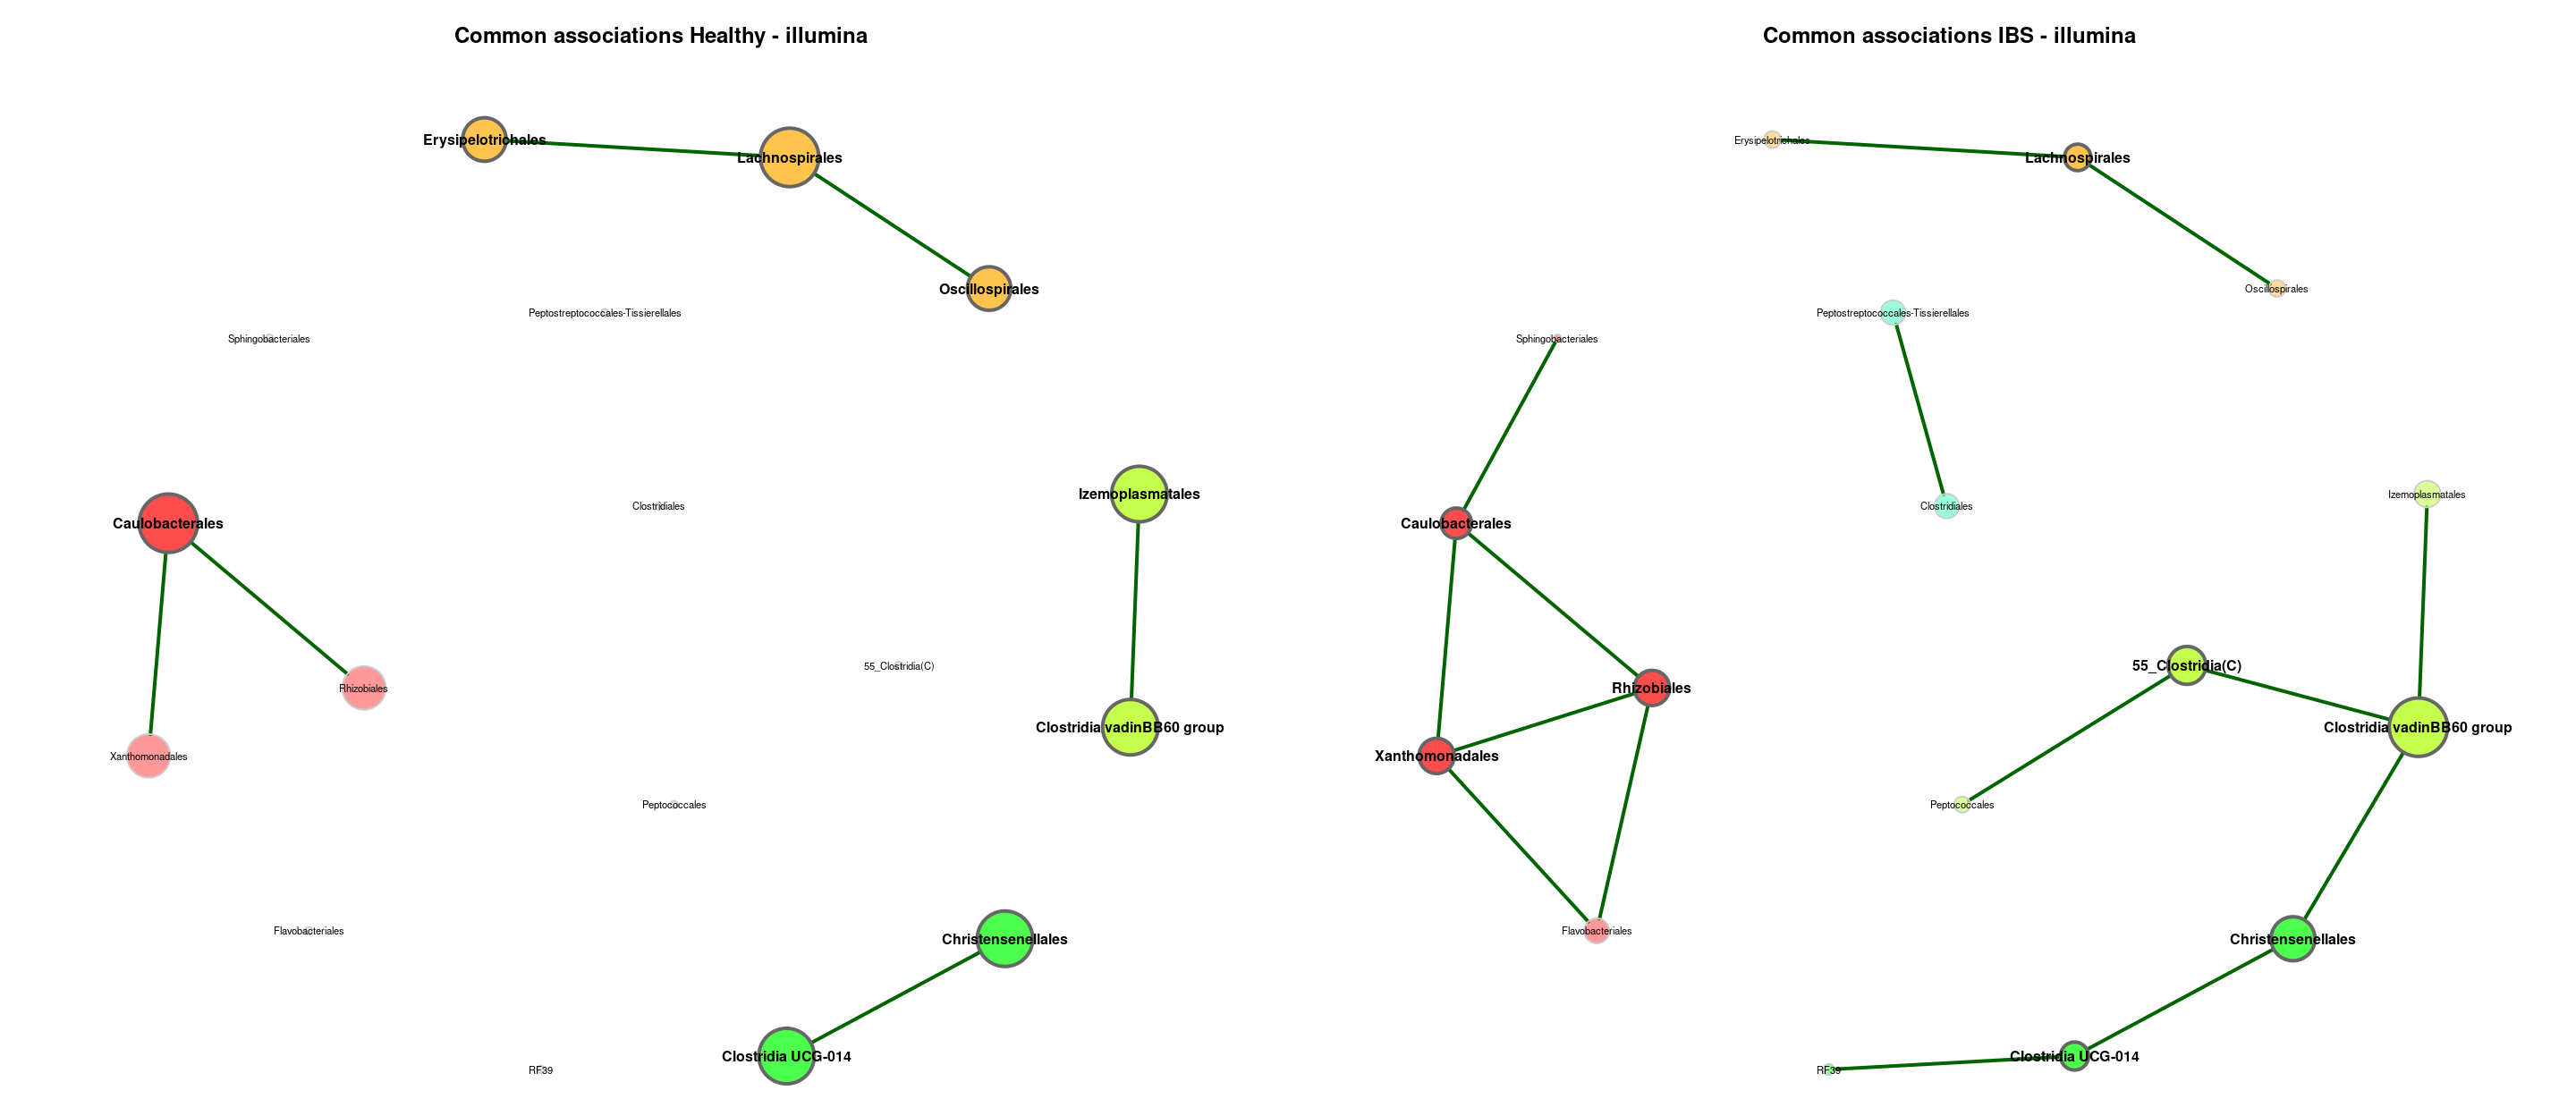 Common associations Healthy - illumina
Erysipelotrichales
Lachnospirales
Oscillospirales
Peptostreptococcales-Tissierellales
Sphingobacteriales
Izemoplasmatales
Clostridiales
Caulobacterales
55_Clostridia(C)
Rhizobiales
Clostridia vadinBB60 group
Xanthomonadales
Peptococcales
Flavobacteriales
Christensenellales
Clostridia UCG-014
RF39
Common associations IBS - illumina
Erysipelotrichales
Lachnospirales
Oscillospirales
Peptostreptococcales-Tissierellales
Sphingobacteriales
Izemoplasmatales
Clostridiales
Caulobacterales
55_Clostridia(C)
Rhizobiales
Clostridia vadinBB60 group
Xanthomonadales
Peptococcales
Flavobacteriales
Christensenellales
Clostridia UCG-014
RF39